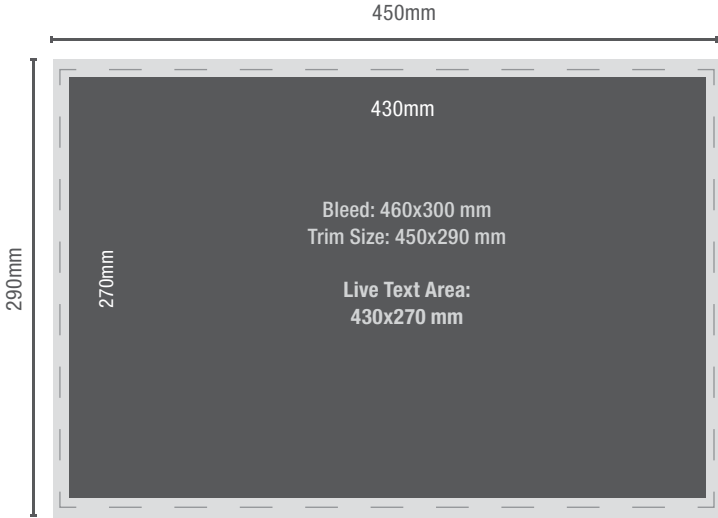 450mm
430mm
Bleed: 460x300 mm
Trim Size: 450x290 mm
290mm
270mm
Live Text Area:
430x270 mm